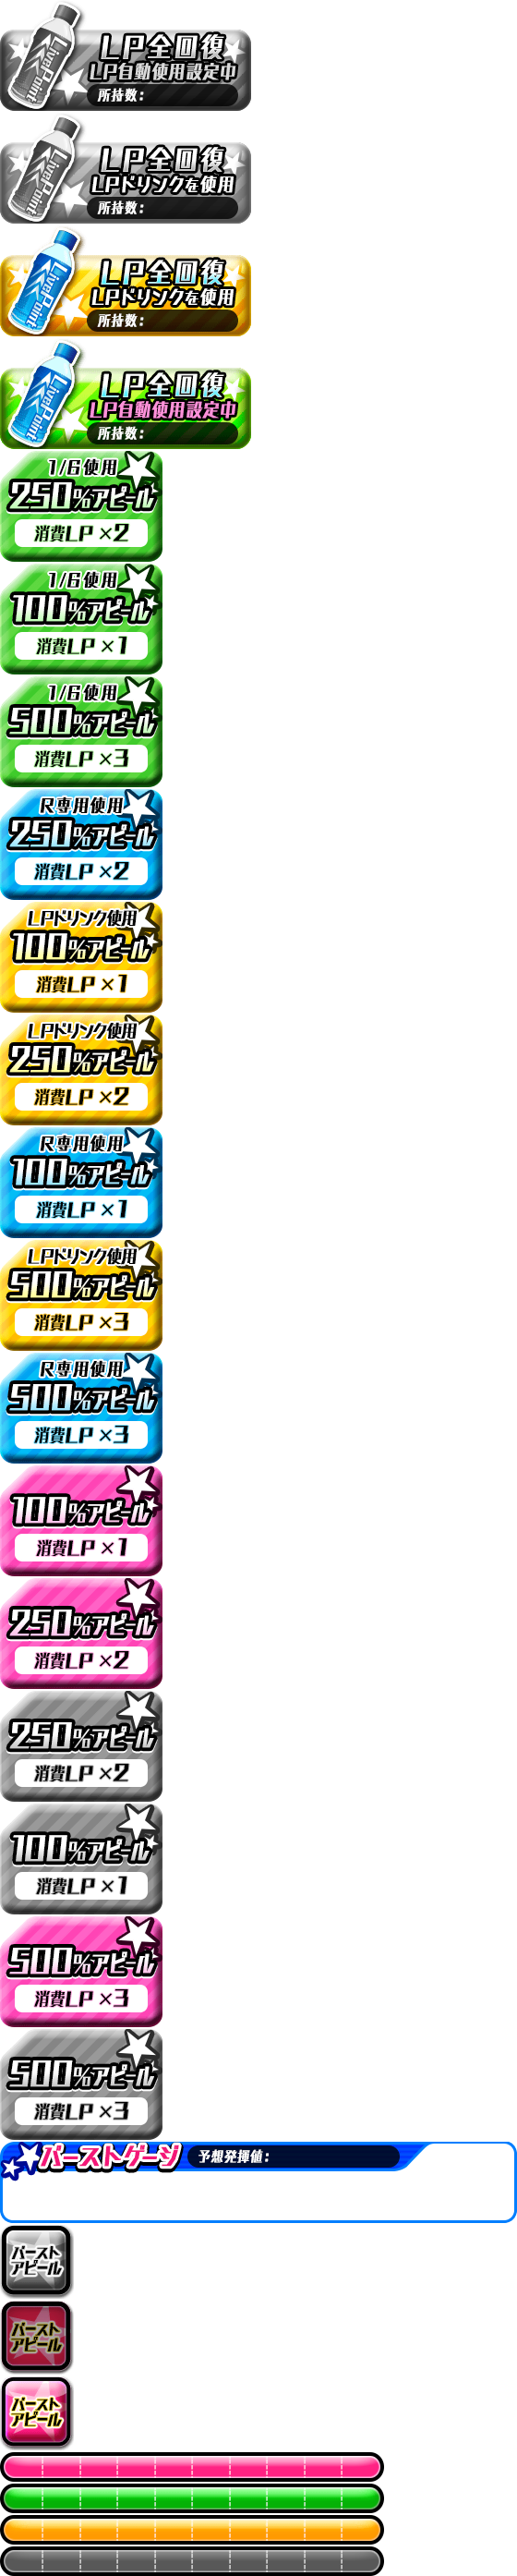 LivePoint
LP全回復
LP自動使用設定中
所持数:
LivePoint
LP全回復
LPドリンクを使用
所持数:
LivePoint
LP全回復
LPドリンクを使用
所持数:
LivePoint
LP全回復
LP自動使用設定中
所持数:
1/6使用
250%アピール
消費LP ×2
1/6使用
100%アピール
消費LP ×1
1/6使用
500%アピール
消費LP ×3
R専用使用
250%アピール
消費LP ×2
LPドリンク使用
100%アピール
消費LP ×1
LPドリンク使用
250%アピール
消費LP ×2
R専用使用
100%アピール
消費LP ×1
LPドリンク使用
500%アピール
消費LP ×3
R専用使用
500%アピール
消費LP ×3
100%アピール
消費LP ×1
250%アピール
消費LP ×2
250%アピール
消費LP ×2
100%アピール
消費LP ×1
500%アピール
消費LP ×3
500%アピール
消費LP ×3
バーストゲージ 予想発揮値:
バースト
アピール
バースト
アピール
バースト
アピール